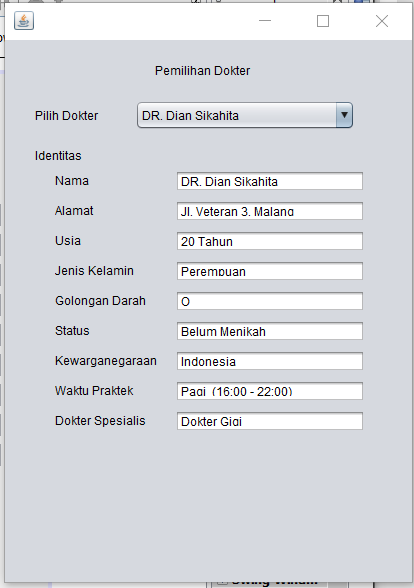 Pemilihan Dokter
Pilih Dokter DR. Dian Sikahita
Identitas
Nama DR. Dian Sikahita
Alamat Jl. Veteran 3. Malang
Usia 20 Tahun
Jenis Kelamin Perempuan
Golongan Darah O
Status Belum Menikah
Kewarganegaraan Indonesia
Waktu Praktek Pagi (16:00 - 22:00)
Dokter Spesialis Dokter Gigi